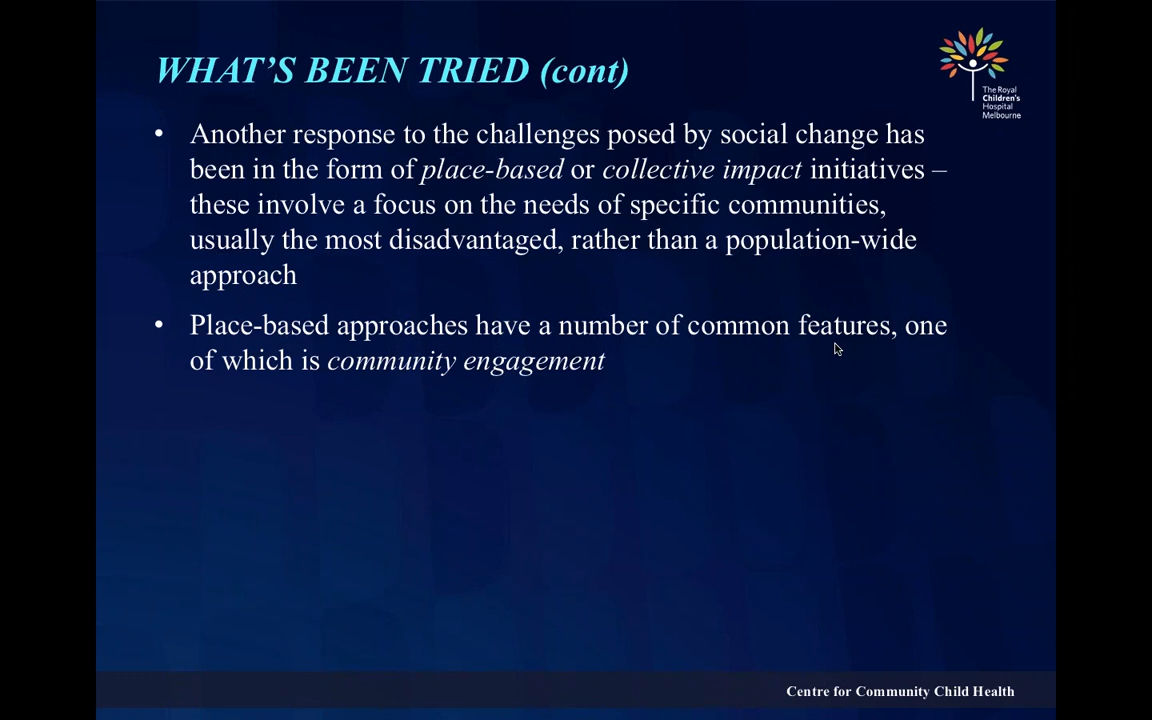 WHAT'S BEEN TRIED (cont)
The Royal
Children's
Hospital
Melbourne
• Another response to the challenges posed by social change has
been in the form of place-based or collective impact initiatives –
these involve a focus on the needs of specific communities,
usually the most disadvantaged, rather than a population-wide
approach
• Place-based approaches have a number of common features, one
of which is community engagement
Centre for Community Child Health